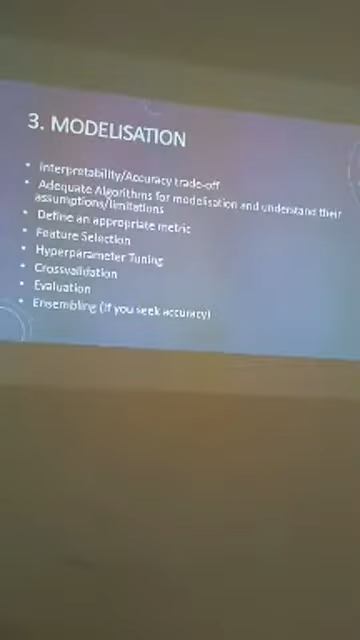 3. MODELISATION
• Interpretability/Accuracy trade-off
• Adequate Algorithms for modelisation and understand their
assumptions/limitations
• Define an appropriate metric
• Feature Selection
• Hyperparameter Tuning
• Crossvalidation
• Evaluation
• Ensembling (if you seek accuracy)